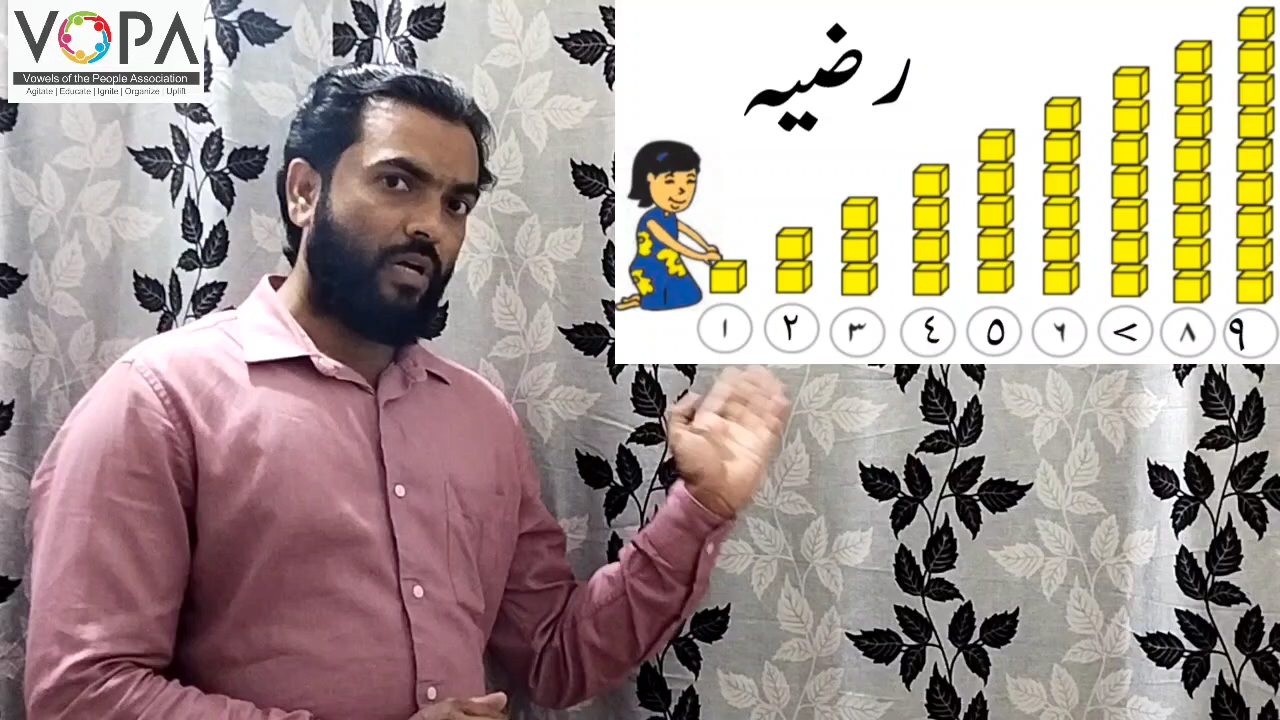 VOPA
Vowels of the People Association
Agitate | Educate | Ignite | Organize | Uplift
رضیہ
١ ٢ ٣ ٤ ٥ ٦ < ٨ ٩